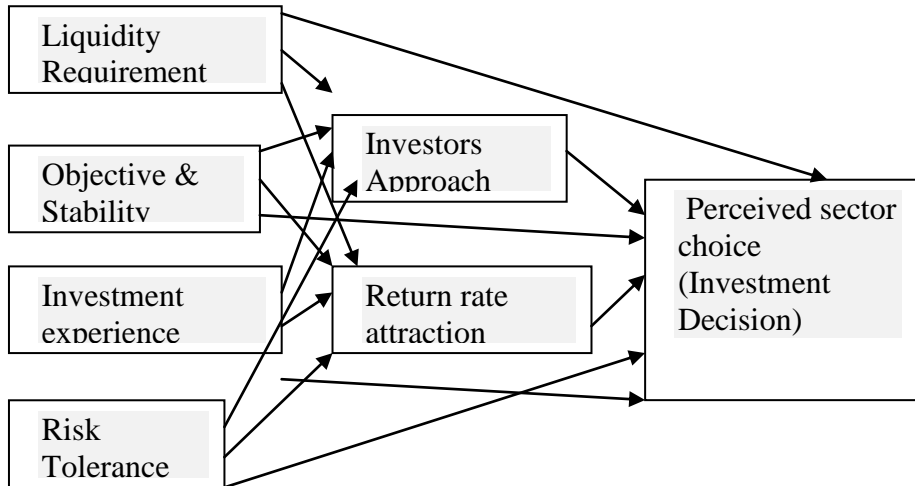 Liquidity
Requirement
Objective &
Stability
Investment
experience
Risk
Tolerance
Investors
Approach
Return rate
attraction
Perceived sector
choice
(Investment
Decision)